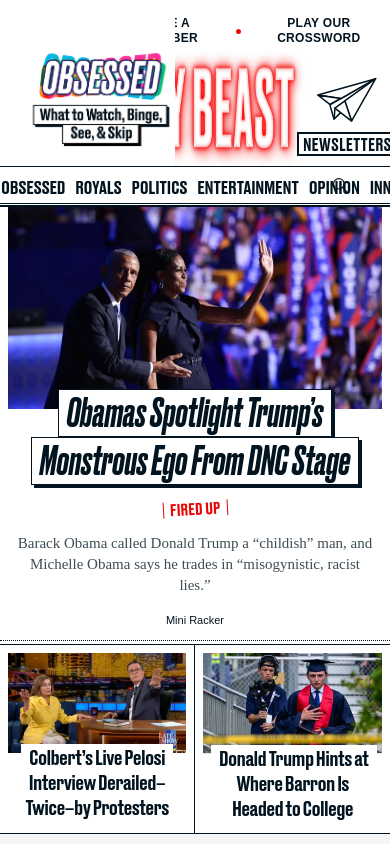 E A
BER
PLAY OUR
CROSSWORD
OBSESSED
What to Watch, Binge,
See, & Skip
Y BEAST
NEWSLETTERS
OBSESSED ROYALS POLITICS ENTERTAINMENT OPINION INN
Obamas Spotlight Trump's
Monstrous Ego From DNC Stage
FIRED UP
Barack Obama called Donald Trump a “childish” man, and
Michelle Obama says he trades in “misogynistic, racist
lies.”
Mini Racker
Colbert’s Live Pelosi
Interview Derailed—
Twice—by Protesters
Donald Trump Hints at
Where Barron Is
Headed to College